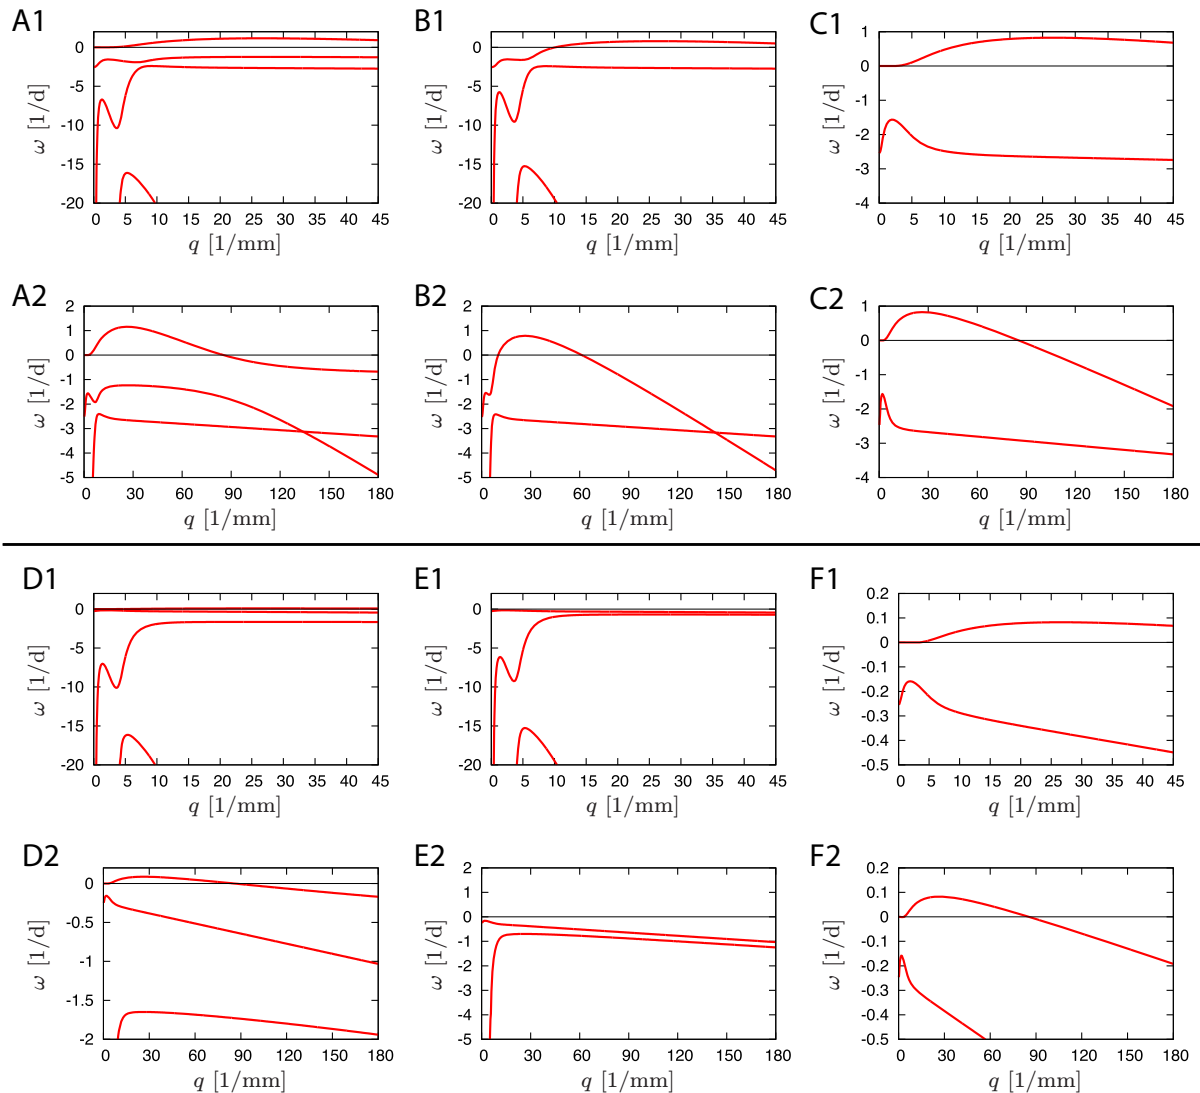 A1 B1 C1
0 -5 -10 -15 -20
ω [1/d]
0 5 10 15 20 25 30 35 45
q [1/mm]
0 -5 -10 -15 -20
ω [1/d]
0 5 10 15 20 25 30 35 45
q [1/mm]
1 0 -1 -2 -3 -4
ω [1/d]
0 5 10 15 20 25 30 35 45
q [1/mm]
A2 B2 C2
2 1 0 -1 -2 -3 -4 -5
ω [1/d]
0 30 60 90 120 150 180
q [1/mm]
2 1 0 -1 -2 -3 -4 -5
ω [1/d]
0 30 60 90 120 150 180
q [1/mm]
1 0 -1 -2 -3 -4
ω [1/d]
0 30 60 90 120 150 180
q [1/mm]
D1 E1 F1
0 -5 -10 -15 -20
ω [1/d]
0 5 10 15 20 25 30 35 45
q [1/mm]
0 -5 -10 -15 -20
ω [1/d]
0 5 10 15 20 25 30 35 45
q [1/mm]
0.2 0.1 0 -0.1 -0.2 -0.3 -0.4 -0.5
ω [1/d]
0 5 10 15 20 25 30 35 45
q [1/mm]
D2 E2 F2
0 -0.5 -1 -1.5 -2
ω [1/d]
0 30 60 90 120 150 180
q [1/mm]
2 1 0 -1 -2 -3 -4 -5
ω [1/d]
0 30 60 90 120 150 180
q [1/mm]
0.2 0.1 0 -0.1 -0.2 -0.3 -0.4 -0.5
ω [1/d]
0 30 60 90 120 150 180
q [1/mm]